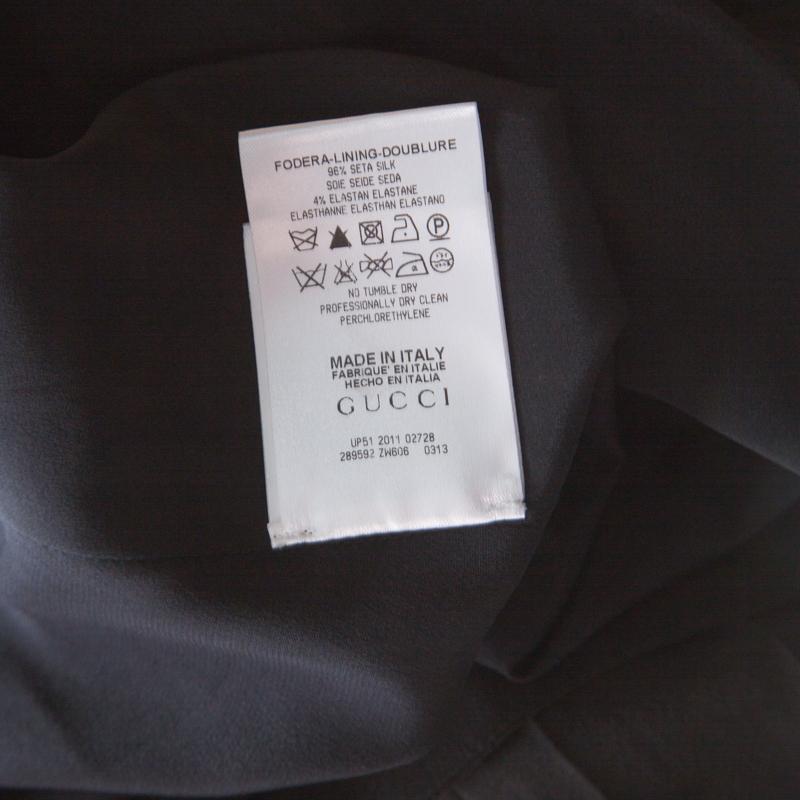 FODERA-LINING-DOUBLURE
96% SETA SILK
SOIE SEIDE SEDA
4% ELASTAN ELASTANE
ELASTHANNE ELASTHAN ELASTANO
P
NO TUMBLE DRY
PROFESSIONALLY DRY CLEAN
PERCHLORETHYLENE
MADE IN ITALY
FABRIQUE' EN ITALIE
HECHO EN ITALIA
GUCCI
UP51 2011 02728
289592 ZW606 0313